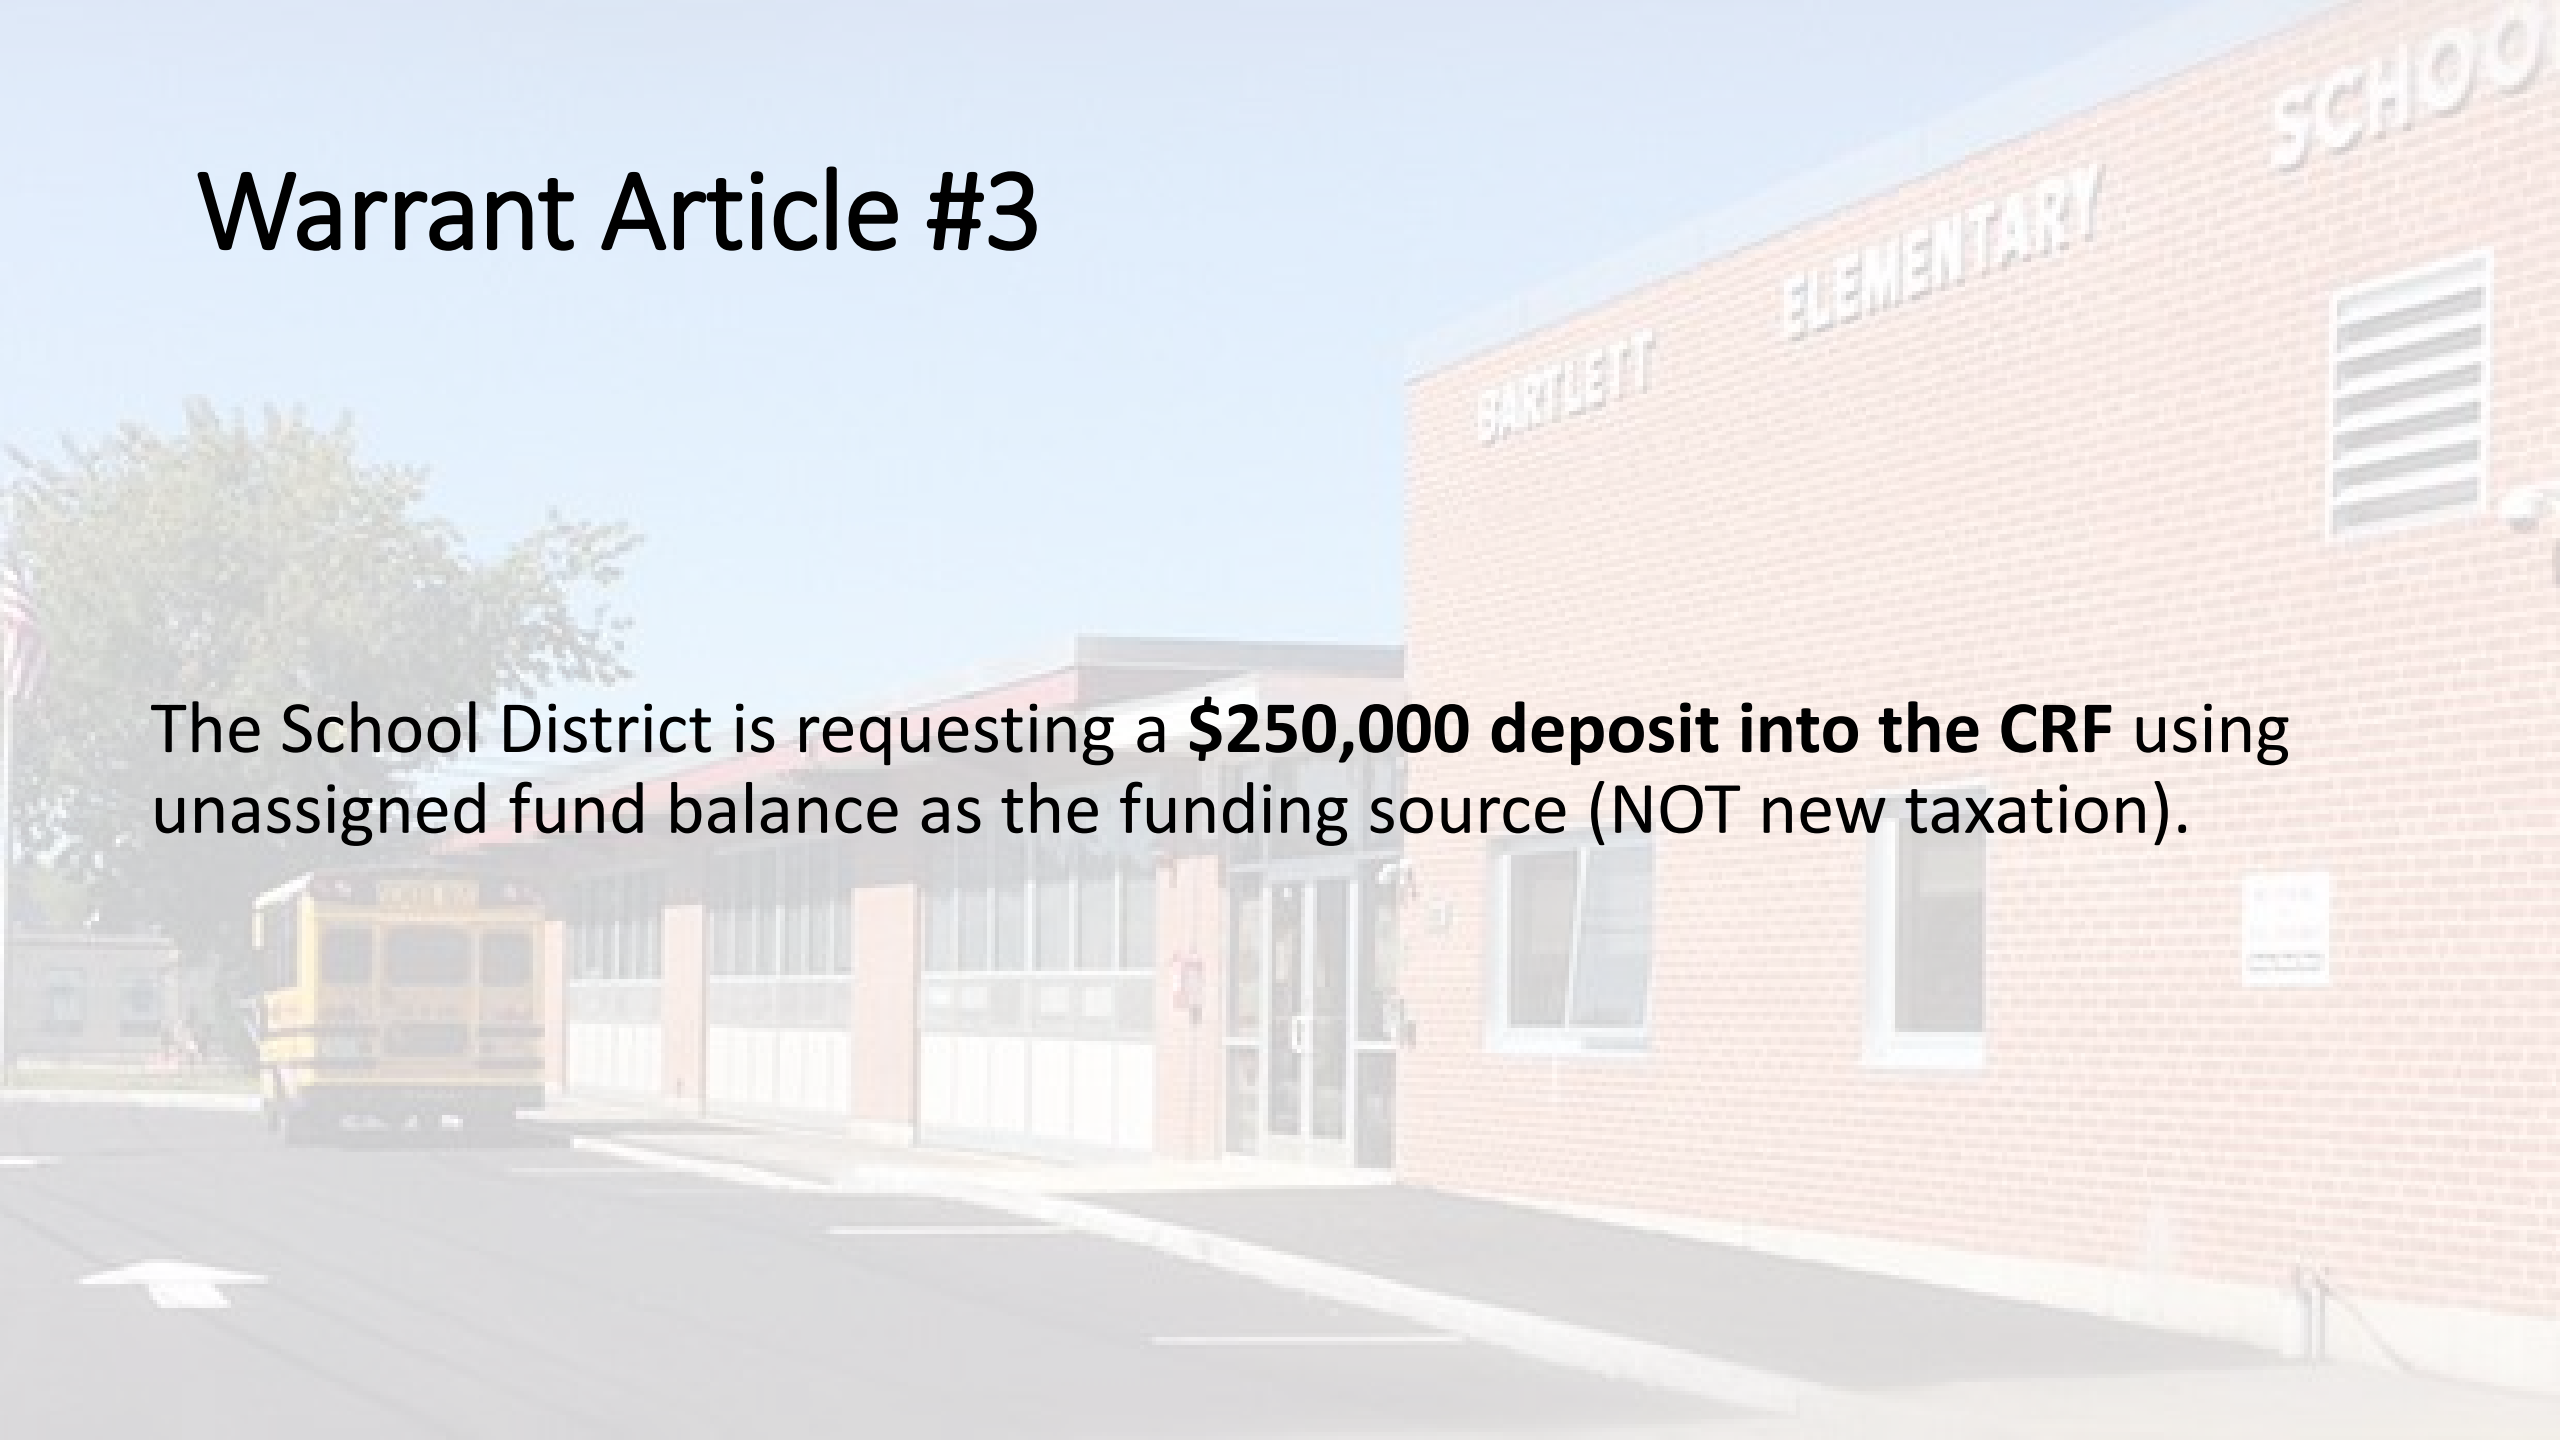 Warrant Article #3
BARTLETT ELEMENTARY SCHOO
The School District is requesting a $250,000 deposit into the CRF using
unassigned fund balance as the funding source (NOT new taxation).